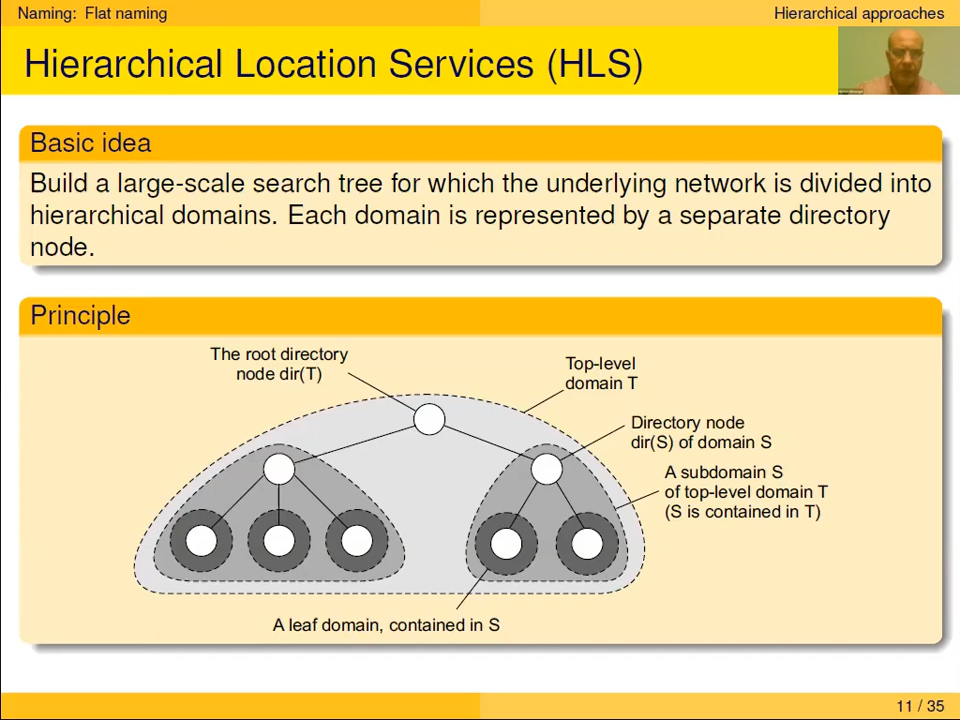 Naming: Flat naming
Hierarchical approaches
Hierarchical Location Services (HLS)
Basic idea
Build a large-scale search tree for which the underlying network is divided into
hierarchical domains. Each domain is represented by a separate directory
node.
Principle
The root directory
node dir(T)
Top-level
domain T
Directory node
dir(S) of domain S
A subdomain S
of top-level domain T
(S is contained in T)
A leaf domain, contained in S
11 / 35